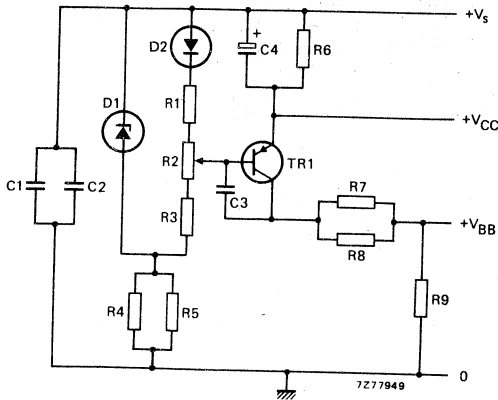 +Vs
D2
+
C4
R6
D1
R1
+VCC
R2
TR1
C1
C2
C3
R7
R3
+VBB
R8
R4
R5
R9
0
7Z77949